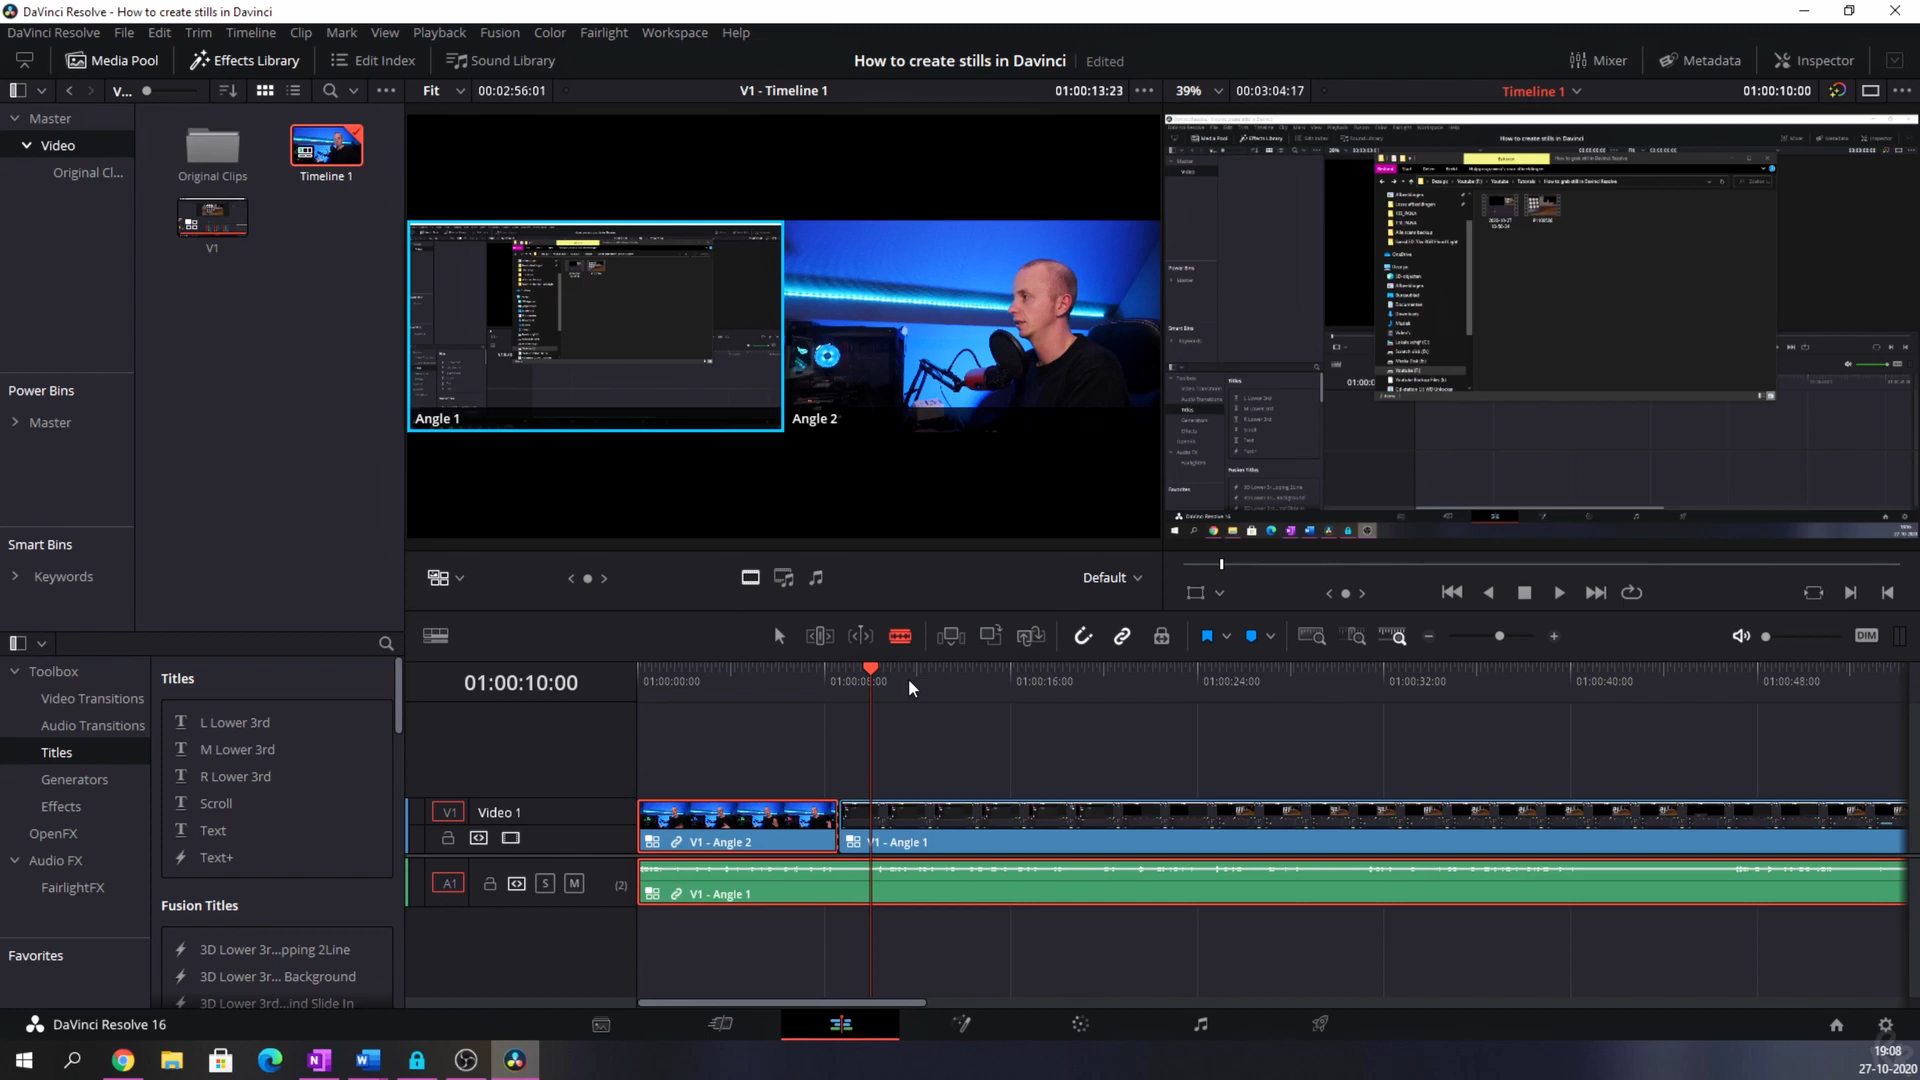 DaVinci Resolve - How to create stills in Davinci
DaVinci Resolve File Edit Trim Timeline Clip Mark View Playback Fusion Color Fairlight Workspace Help
Media Pool Effects Library Edit Index Sound Library How to create stills in Davinci Edited Mixer Metadata Inspector
V... Fit 00:02:56:01 V1 - Timeline 1 01:00:13:23 39% 00:03:04:17 Timeline 1 01:00:10:00
Master
Video
Original Cl...
Original Clips
Timeline 1
V1
Power Bins
Master
Smart Bins
Keywords
Angle 1
Angle 2
Default
DIM
Toolbox
Video Transitions
Audio Transitions
Titles
Generators
Effects
OpenFX
Audio FX
FairlightFX
Favorites
Titles
L Lower 3rd
M Lower 3rd
R Lower 3rd
Scroll
Text
Text+
Fusion Titles
3D Lower 3r...pping 2Line
3D Lower 3r... Background
3D Lower 3rd...ind Slide In
01:00:10:00
01:00:00:00 01:00:08:00 01:00:16:00 01:00:24:00 01:00:32:00 01:00:40:00 01:00:48:00
V1 Video 1
V1 - Angle 2
V1 - Angle 1
A1 S M (2)
V1 - Angle 1
DaVinci Resolve 16
19:08
27-10-2020